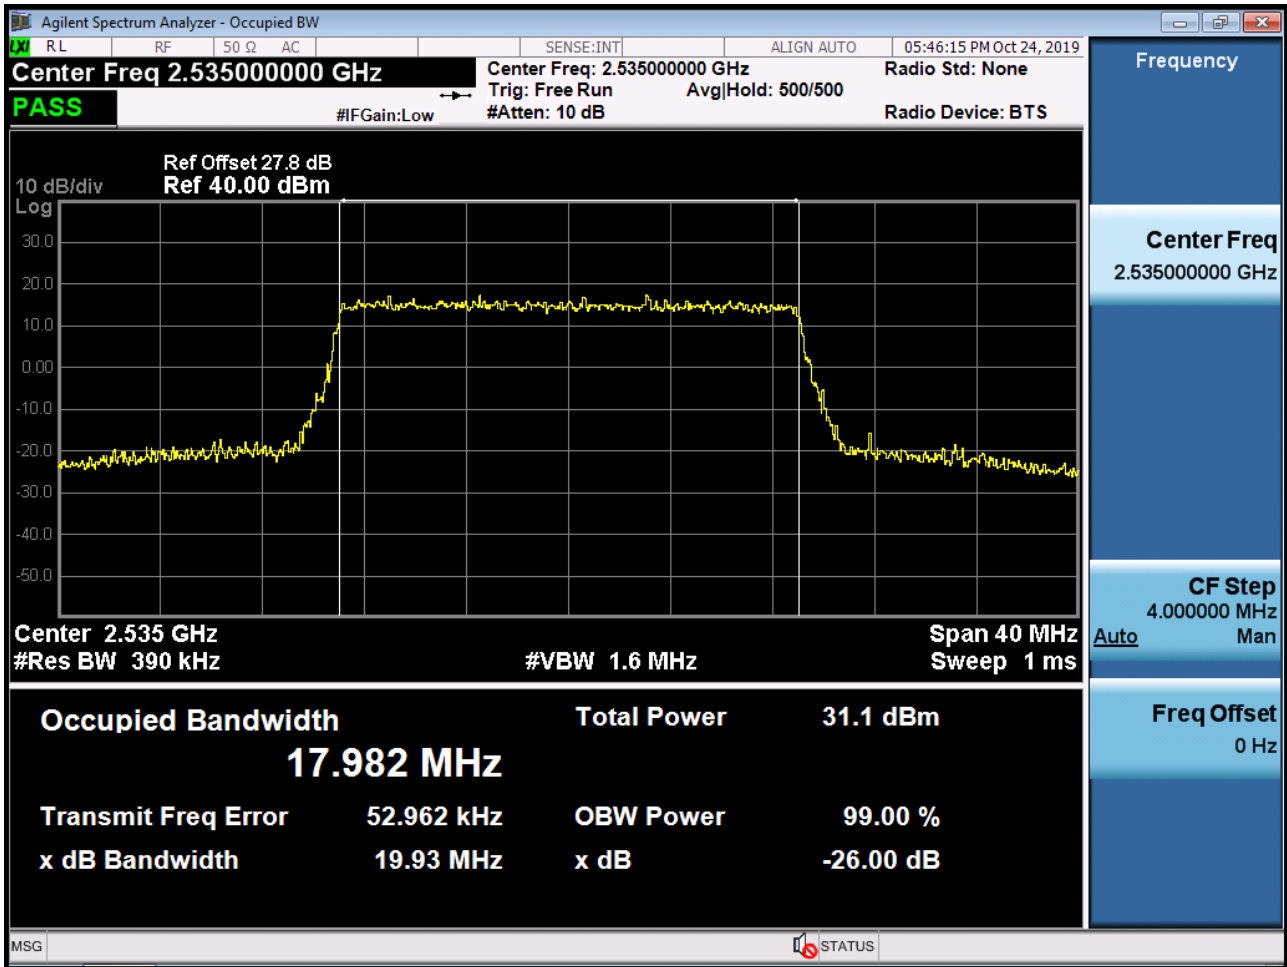 Agilent Spectrum Analyzer - Occupied BW
LXI RL RF 50 Ω AC SENSE:INT ALIGN AUTO 05:46:15 PM Oct 24, 2019
Center Freq 2.535000000 GHz
Center Freq: 2.535000000 GHz Radio Std: None
Trig: Free Run Avg|Hold: 500/500
PASS
#IFGain:Low #Atten: 10 dB Radio Device: BTS
Ref Offset 27.8 dB
10 dB/div Ref 40.00 dBm
Log
30.0
20.0
10.0
0.00
-10.0
-20.0
-30.0
-40.0
-50.0
Center 2.535 GHz Span 40 MHz
#Res BW 390 kHz #VBW 1.6 MHz Sweep 1 ms
Occupied Bandwidth Total Power 31.1 dBm
17.982 MHz
Transmit Freq Error 52.962 kHz OBW Power 99.00 %
x dB Bandwidth 19.93 MHz x dB -26.00 dB
Frequency
Center Freq
2.535000000 GHz
CF Step
4.000000 MHz
Auto Man
Freq Offset
0 Hz
MSG STATUS